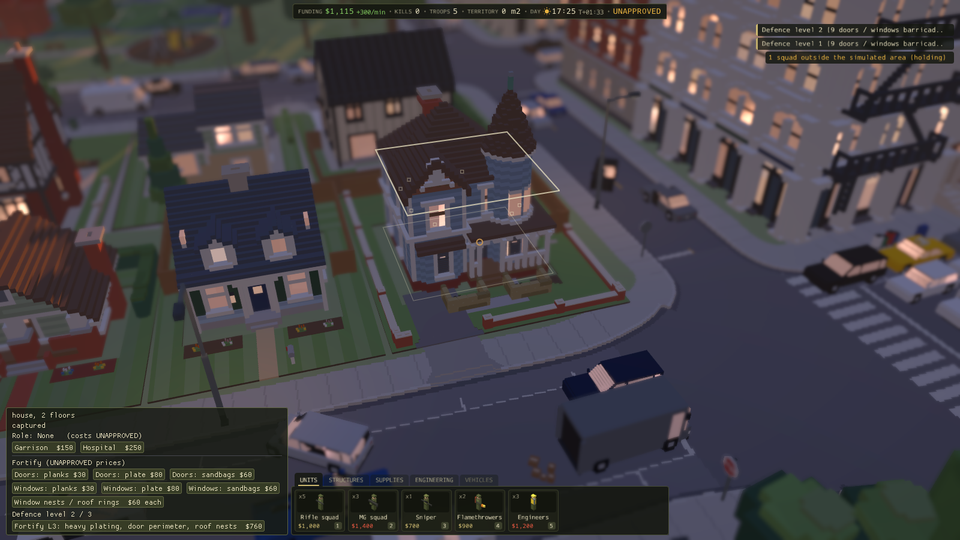 FUNDING $1,115 +300/min · KILLS 0 · TROOPS 5 · TERRITORY 0 m2 · DAY 17:25 T=01:33 · UNAPPROVED
Defence level 2 (9 doors / windows barricad..
Defence level 1 (9 doors / windows barricad..
1 squad outside the simulated area (holding)
house, 2 floors
captured
Role: None (costs UNAPPROVED)
Garrison $150 Hospital $250
Fortify (UNAPPROVED prices)
Doors: planks $30 Doors: plate $80 Doors: sandbags $60
Windows: planks $30 Windows: plate $80 Windows: sandbags $60
Window nests / roof rings $60 each
Defence level 2 / 3
Fortify L3: heavy plating, door perimeter, roof nests $760
UNITS STRUCTURES SUPPLIES ENGINEERING VEHICLES
x5 x3 x1 x2 x3
Rifle squad MG squad Sniper Flamethrowers Engineers
$1,000 1 $1,400 2 $700 3 $900 4 $1,200 5